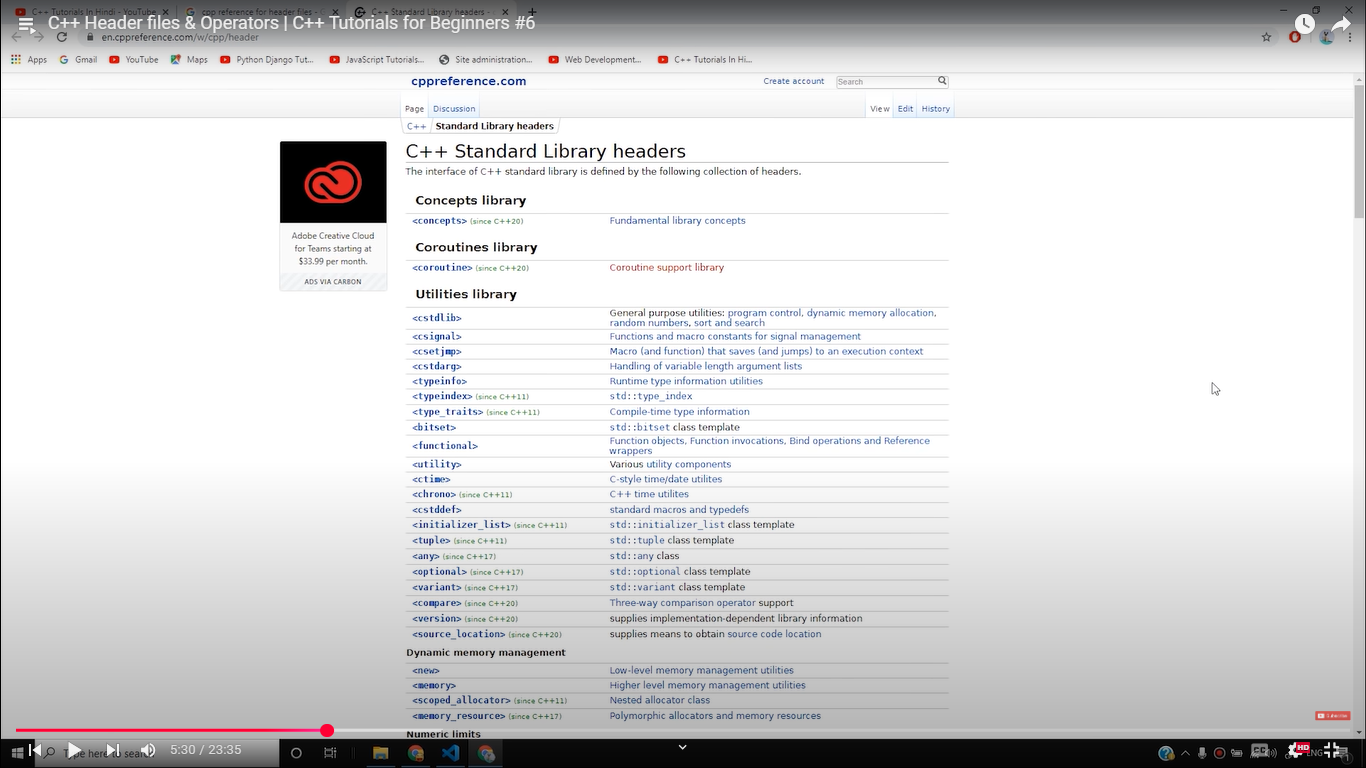 C++ Tutorials In Hindi - YouTube
cpp reference for header files -
C++ Standard Library headers - c
C++ Header files & Operators | C++ Tutorials for Beginners #6
en.cppreference.com/w/cpp/header
Apps Gmail YouTube Maps Python Django Tut... JavaScript Tutorials... Site administration... Web Development... C++ Tutorials In Hi...
cppreference.com
Create account Search
Page Discussion View Edit History
C++ Standard Library headers
C++ Standard Library headers
The interface of C++ standard library is defined by the following collection of headers.
Adobe Creative Cloud
for Teams starting at
$33.99 per month.
ADS VIA CARBON
Concepts library
<concepts> (since C++20) Fundamental library concepts
Coroutines library
<coroutine> (since C++20) Coroutine support library
Utilities library
<cstdlib> General purpose utilities: program control, dynamic memory allocation,
random numbers, sort and search
<csignal> Functions and macro constants for signal management
<csetjmp> Macro (and function) that saves (and jumps) to an execution context
<cstdarg> Handling of variable length argument lists
<typeinfo> Runtime type information utilities
<typeindex> (since C++11) std::type_index
<type_traits> (since C++11) Compile-time type information
<bitset> std::bitset class template
<functional> Function objects, Function invocations, Bind operations and Reference
wrappers
<utility> Various utility components
<ctime> C-style time/date utilites
<chrono> (since C++11) C++ time utilites
<cstddef> standard macros and typedefs
<initializer_list> (since C++11) std::initializer_list class template
<tuple> (since C++11) std::tuple class template
<any> (since C++17) std::any class
<optional> (since C++17) std::optional class template
<variant> (since C++17) std::variant class template
<compare> (since C++20) Three-way comparison operator support
<version> (since C++20) supplies implementation-dependent library information
<source_location> (since C++20) supplies means to obtain source code location
Dynamic memory management
<new> Low-level memory management utilities
<memory> Higher level memory management utilities
<scoped_allocator> (since C++11) Nested allocator class
<memory_resource> (since C++17) Polymorphic allocators and memory resources
Numeric limits
5:30 / 23:35
Type here to search
CC HD ENG